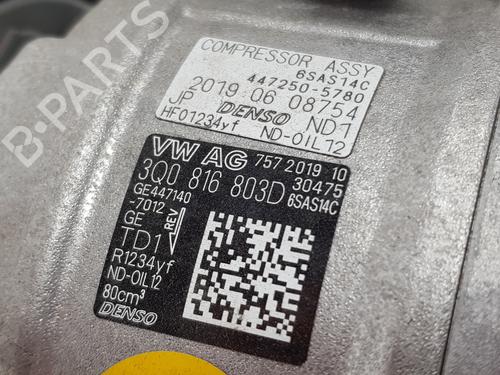 COMPRESSOR ASSY
6SAS14C
447250-5780
2019 06 08754
JP DENSO ND1
HF01234yf ND-OIL12
VW AG 757 2019 10
3Q0 816 803D 30475
GE447140 6SAS14C
-7012
GE
TD1 REV
R1234yf
ND-OIL12
80cm³
DENSO
B-PARTS